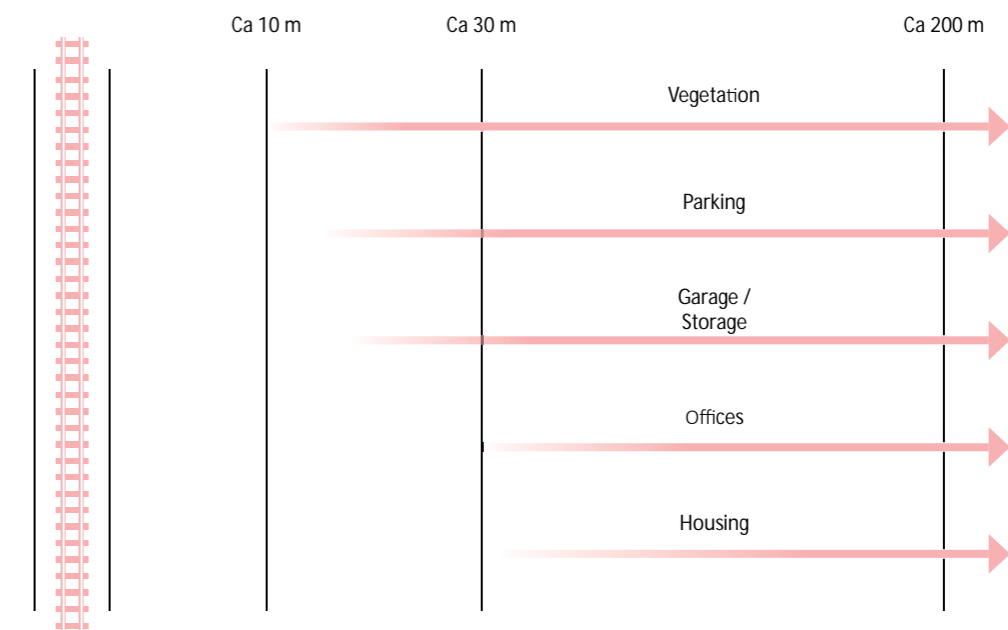 Ca 10 m
Ca 30 m
Ca 200 m
Vegetation
Parking
Garage /
Storage
Offices
Housing